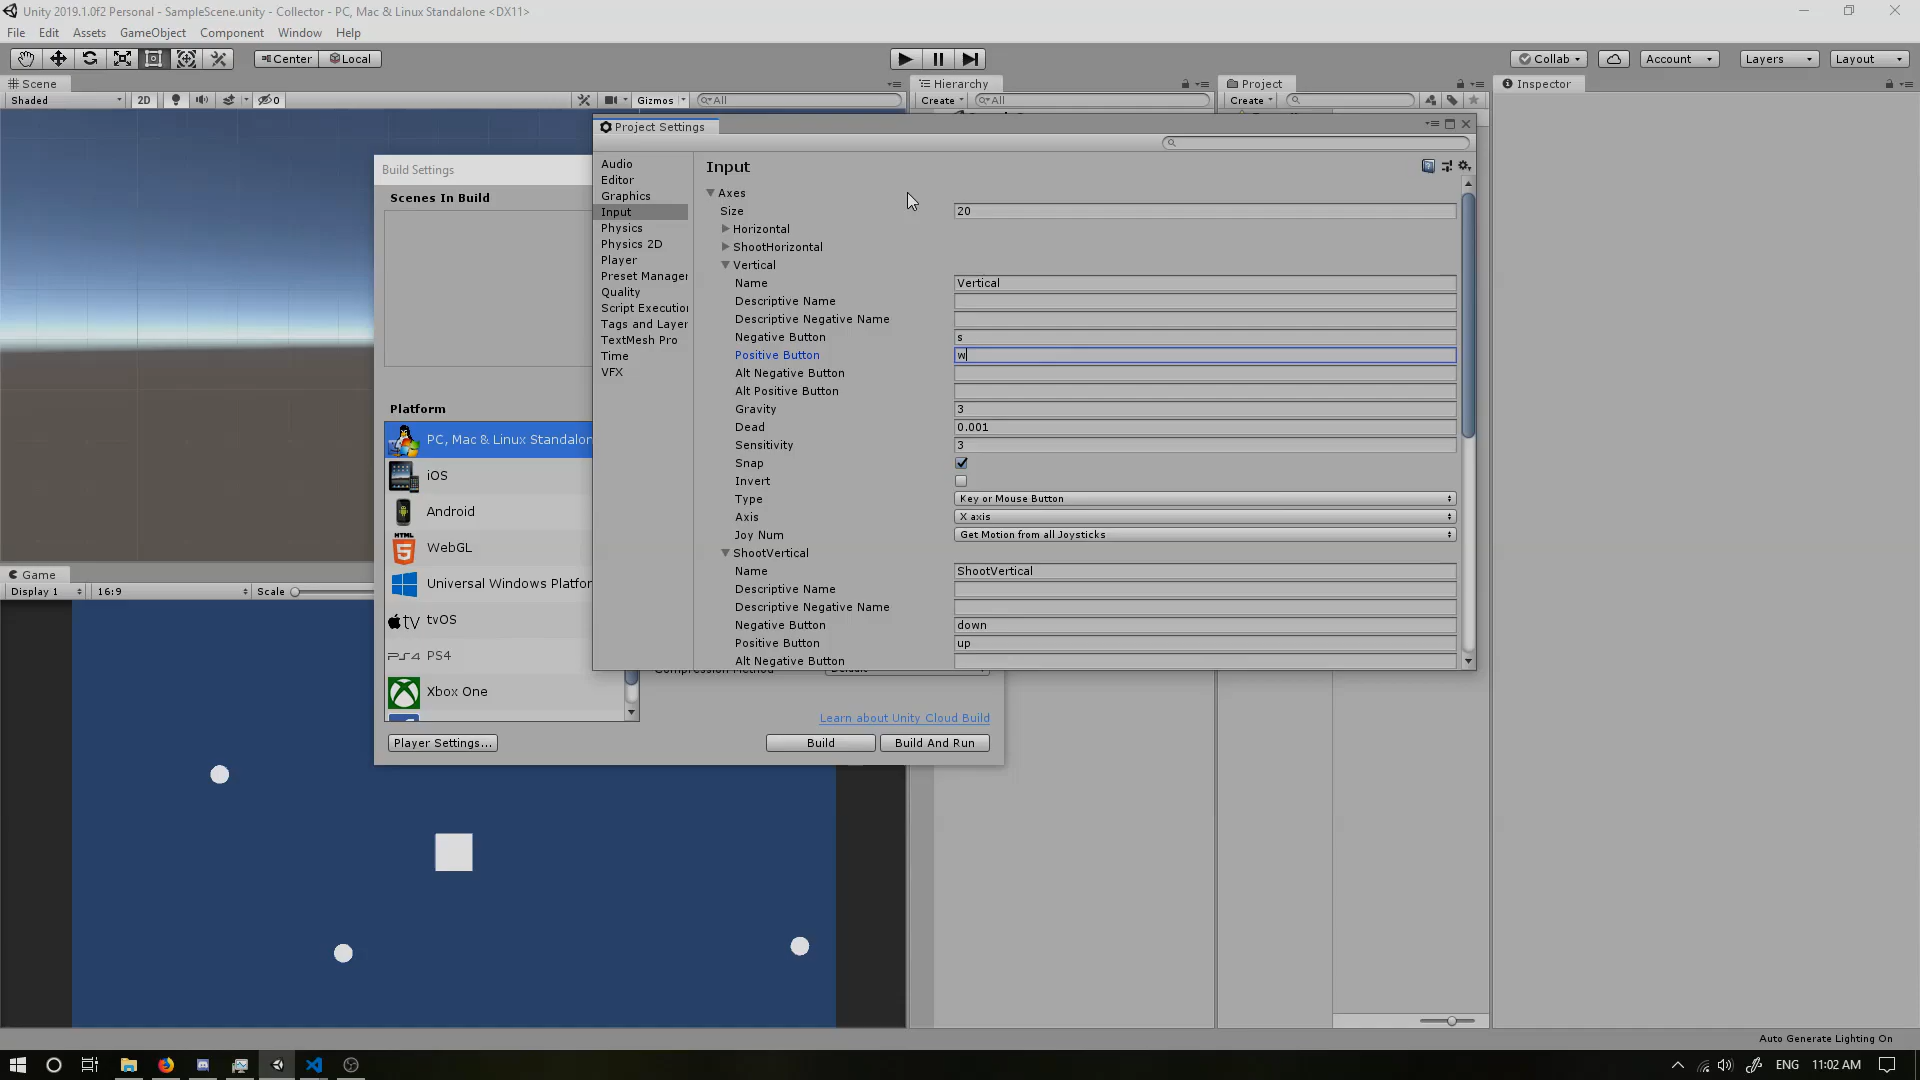 Unity 2019.1.0f2 Personal - SampleScene.unity - Collector - PC, Mac & Linux Standalone <DX11>
File Edit Assets GameObject Component Window Help
Center Local
Collab Account Layers Layout
Scene
Shaded 2D 0 Gizmos All
Hierarchy
Create All
Project
Create
Inspector
Project Settings
Audio
Editor
Graphics
Input
Physics
Physics 2D
Player
Preset Manager
Quality
Script Execution
Tags and Layer
TextMesh Pro
Time
VFX
Input
Axes
Size 20
Horizontal
ShootHorizontal
Vertical
Name Vertical
Descriptive Name
Descriptive Negative Name
Negative Button s
Positive Button w
Alt Negative Button
Alt Positive Button
Gravity 3
Dead 0.001
Sensitivity 3
Snap
Invert
Type Key or Mouse Button
Axis X axis
Joy Num Get Motion from all Joysticks
ShootVertical
Name ShootVertical
Descriptive Name
Descriptive Negative Name
Negative Button down
Positive Button up
Alt Negative Button
Build Settings
Scenes In Build
Platform
PC, Mac & Linux Standalon
iOS
Android
HTML
5
WebGL
Universal Windows Platfor
tv tvOS
PS4 PS4
Xbox One
Learn about Unity Cloud Build
Player Settings... Build Build And Run
Game
Display 1 16:9 Scale
Auto Generate Lighting On
ENG 11:02 AM